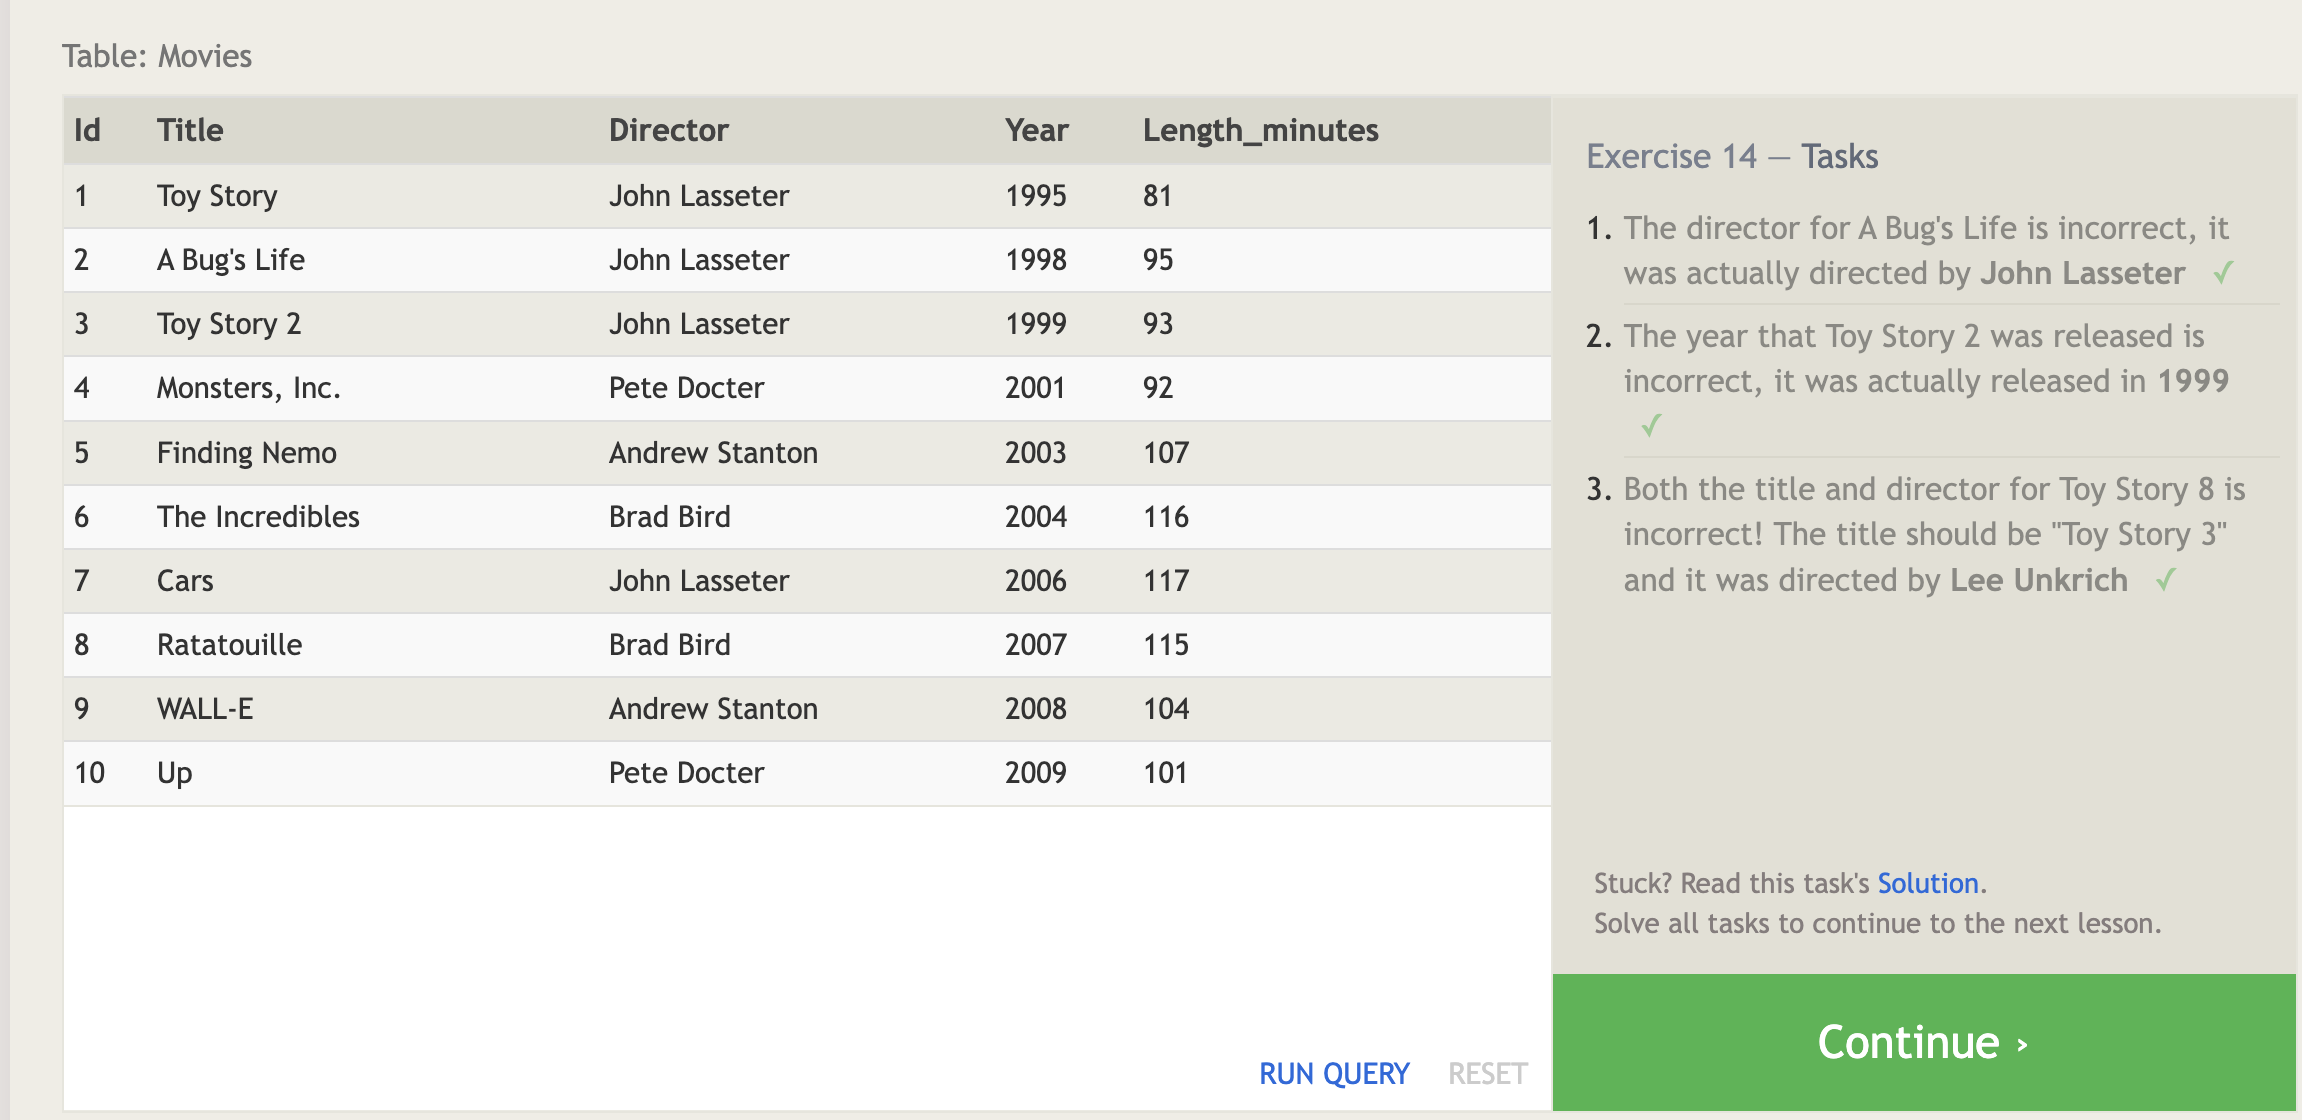 Table: Movies
Id Title Director Year Length_minutes
1 Toy Story John Lasseter 1995 81
2 A Bug's Life John Lasseter 1998 95
3 Toy Story 2 John Lasseter 1999 93
4 Monsters, Inc. Pete Docter 2001 92
5 Finding Nemo Andrew Stanton 2003 107
6 The Incredibles Brad Bird 2004 116
7 Cars John Lasseter 2006 117
8 Ratatouille Brad Bird 2007 115
9 WALL-E Andrew Stanton 2008 104
10 Up Pete Docter 2009 101
RUN QUERY RESET
Exercise 14 — Tasks
1. The director for A Bug's Life is incorrect, it
was actually directed by John Lasseter ✓
2. The year that Toy Story 2 was released is
incorrect, it was actually released in 1999
✓
3. Both the title and director for Toy Story 8 is
incorrect! The title should be "Toy Story 3"
and it was directed by Lee Unkrich ✓
Stuck? Read this task's Solution.
Solve all tasks to continue to the next lesson.
Continue ›